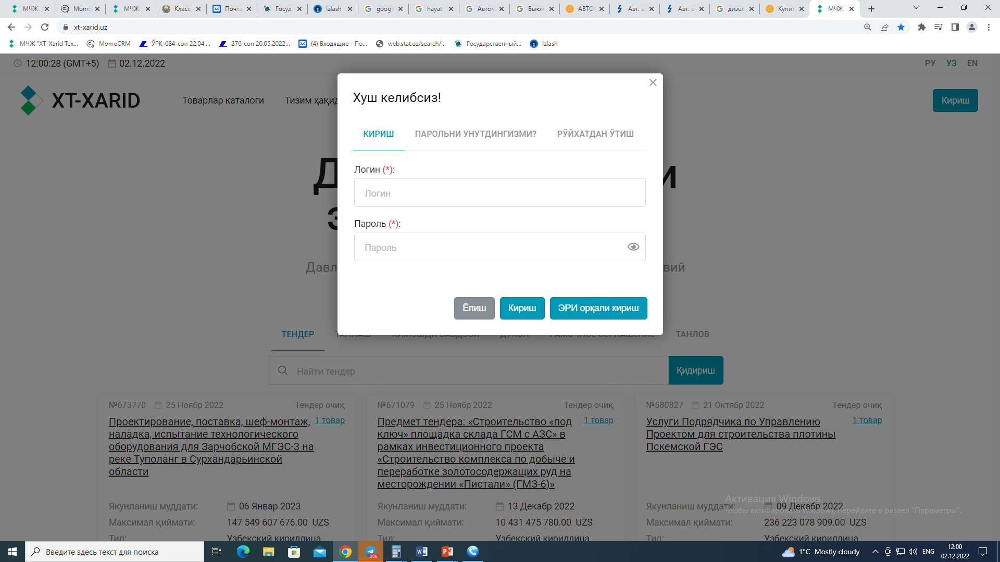 МЧЖ
Momc
МЧЖ
Класс
Почта
Госуд
Izlash
googl
hayat
Автом
Выкл
АВТО
Авт. в
Авт. в
дизел
Купит
МЧЖ
xt-xarid.uz
МЧЖ "XT-Xarid Tex...
MomoCRM
ЎРҚ-684-сон 22.04....
276-сон 20.05.2022...
(4) Входящие - По...
web.stat.uz/search/...
Государственный...
Izlash
12:00:28 (GMT+5) 02.12.2022
РУ УЗ EN
XT-XARID
Товарлар каталоги
Тизим ҳақид
Кириш
Хуш келибсиз!
КИРИШ ПАРОЛЬНИ УНУТДИНГИЗМИ? РЎЙХАТДАН ЎТИШ
Логин (*):
Логин
Пароль (*):
Пароль
Ёпиш Кириш ЭРИ орқали кириш
Давл
вий
ТЕНДЕР ТАНЛАШ ХИМОЯДИ САВДОСИ ДУКОН РАМОЧНОЕ СОГЛАШЕНИЕ ТАНЛОВ
Найти тендер
Қидириш
№673770 25 Ноябр 2022 Тендер очиқ
Проектирование, поставка, шеф-монтаж, 1 товар
наладка, испытание технологического
оборудования для Зарчобской МГЭС-3 на
реке Туполанг в Сурхандарьинской
области
Якунланиш муддати: 06 Январ 2023
Максимал қиймати: 147 549 607 676.00 UZS
Тил: Узбекский кириллица
№671079 25 Ноябр 2022 Тендер очиқ
Предмет тендера: «Строительство «под 1 товар
ключ» площадка склада ГСМ с АЗС» в
рамках инвестиционного проекта
«Строительство комплекса по добыче и
переработке золотосодержащих руд на
месторождении «Пистали» (ГМЗ-6)»
Якунланиш муддати: 13 Декабр 2022
Максимал қиймати: 10 431 475 780.00 UZS
Тил: Узбекский кириллица
№580827 21 Октябр 2022 Тендер очиқ
Услуги Подрядчика по Управлению 1 товар
Проектом для строительства плотины
Пскемской ГЭС
Якунланиш муддати: 09 Декабр 2022
Максимал қиймати: 236 223 078 909.00 UZS
Тил: Узбекский кириллица
Активация Windows
Чтобы активировать Windows, перейдите в раздел "Параметры".
Введите здесь текст для поиска
206
1°C Mostly cloudy
ENG
12:00
02.12.2022